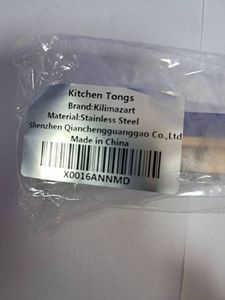 Kitchen Tongs
Brand:Kilimazart
Material:Stainless Steel
Shenzhen Qianchengguanggao Co.,Ltd
Made in China
X0016ANNMD